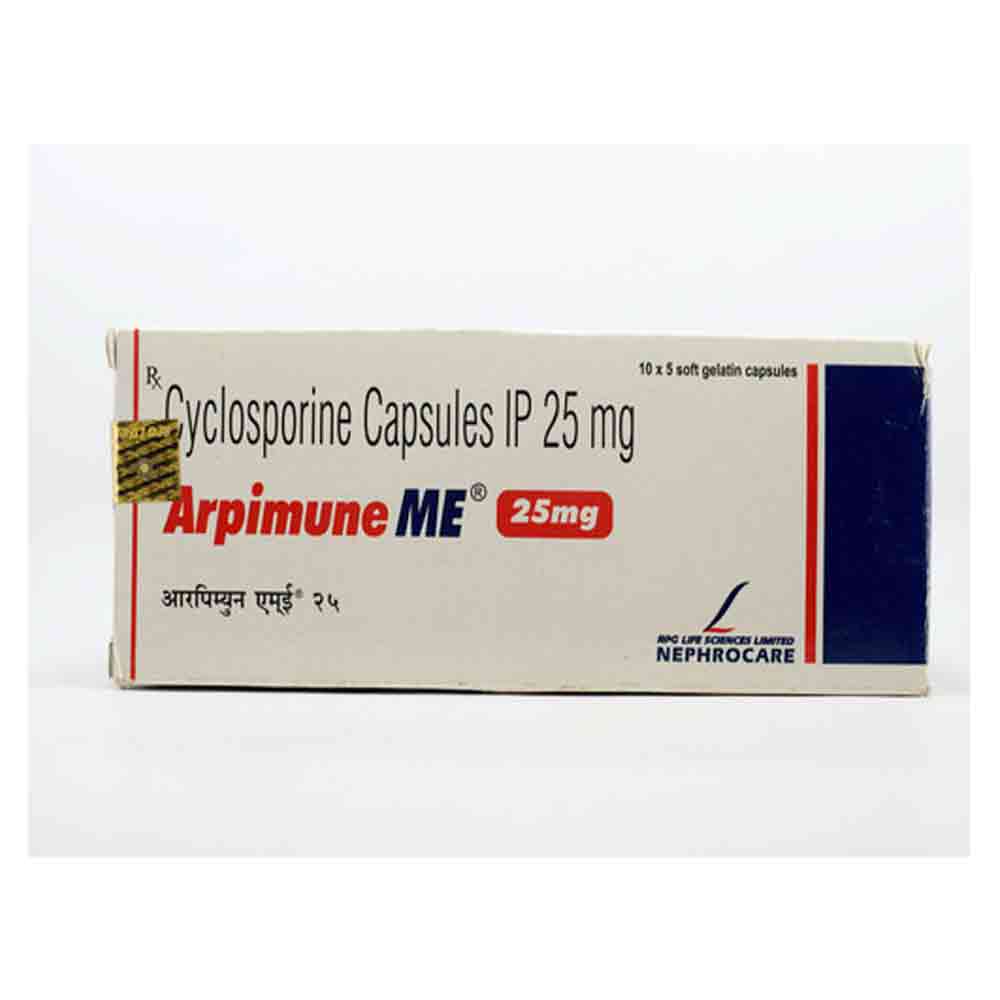 Rx
10 x 5 soft gelatin capsules
Cyclosporine Capsules IP 25 mg
Arpimune ME® 25mg
आरपिम्युन एमई® २५
RPG LIFE SCIENCES LIMITED
NEPHROCARE